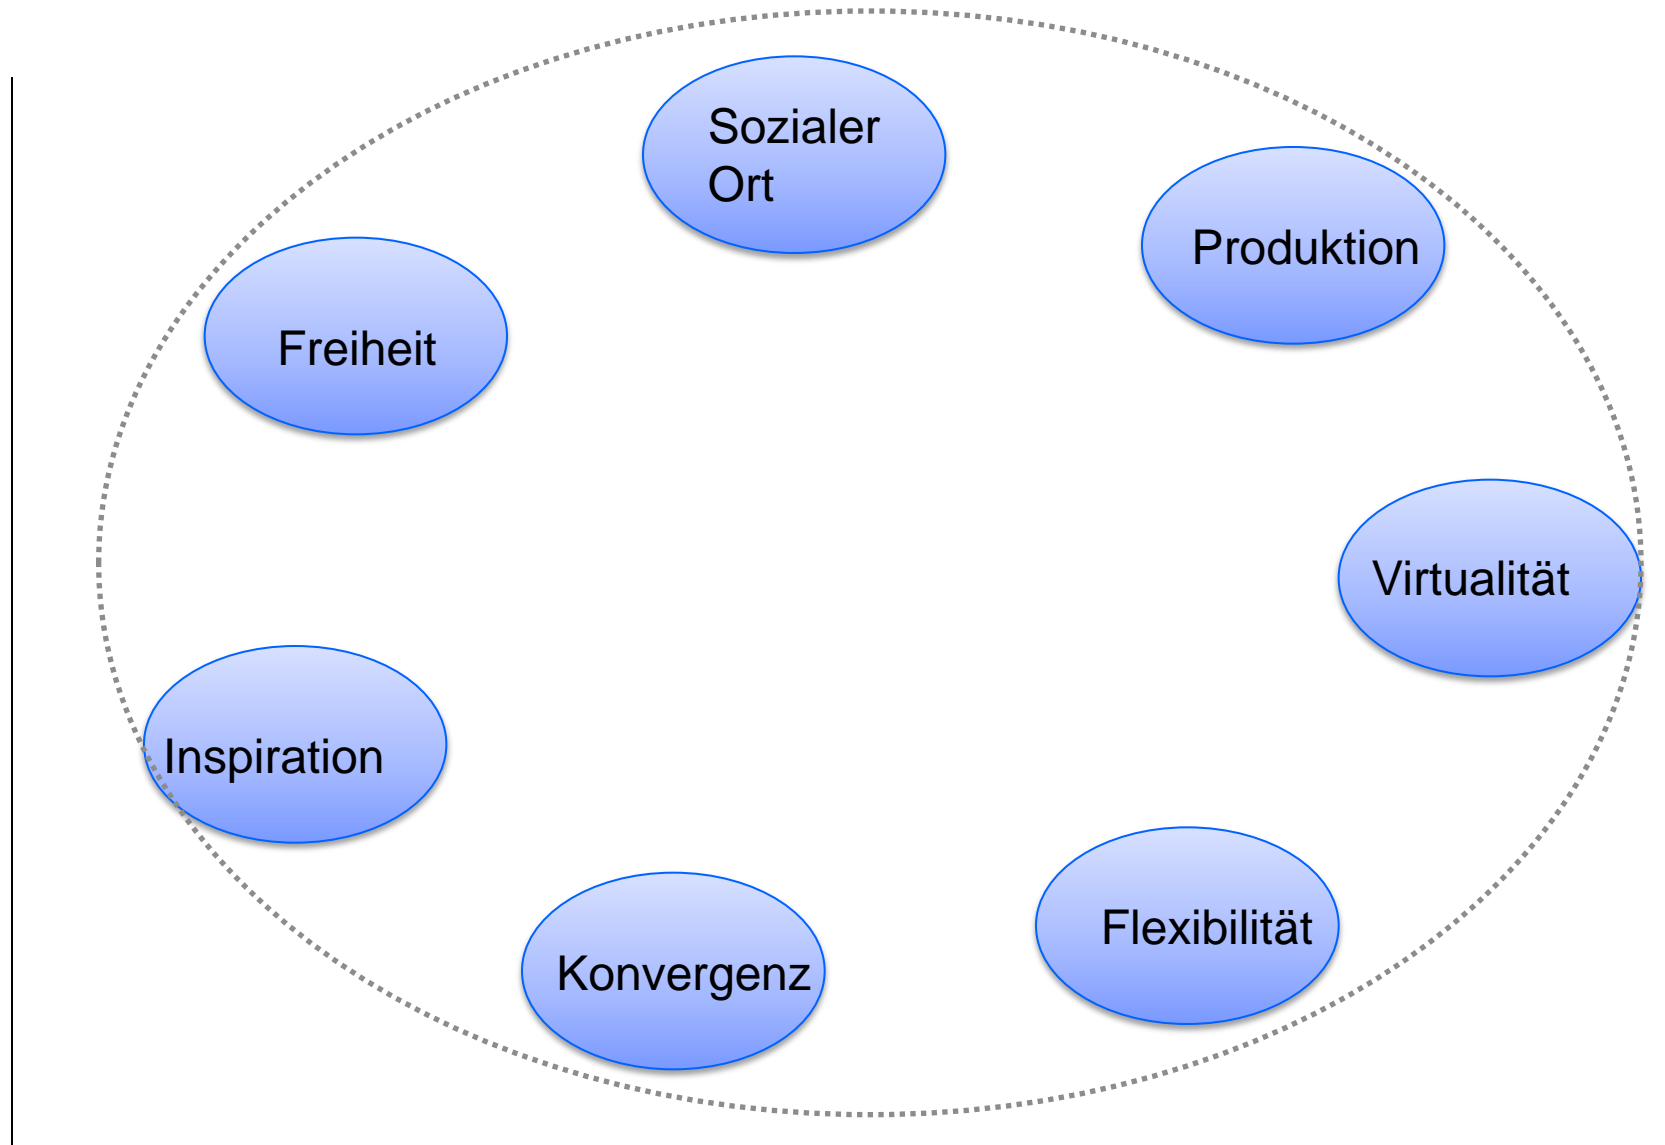 Sozialer
Ort
Produktion
Freiheit
Virtualität
Inspiration
Flexibilität
Konvergenz